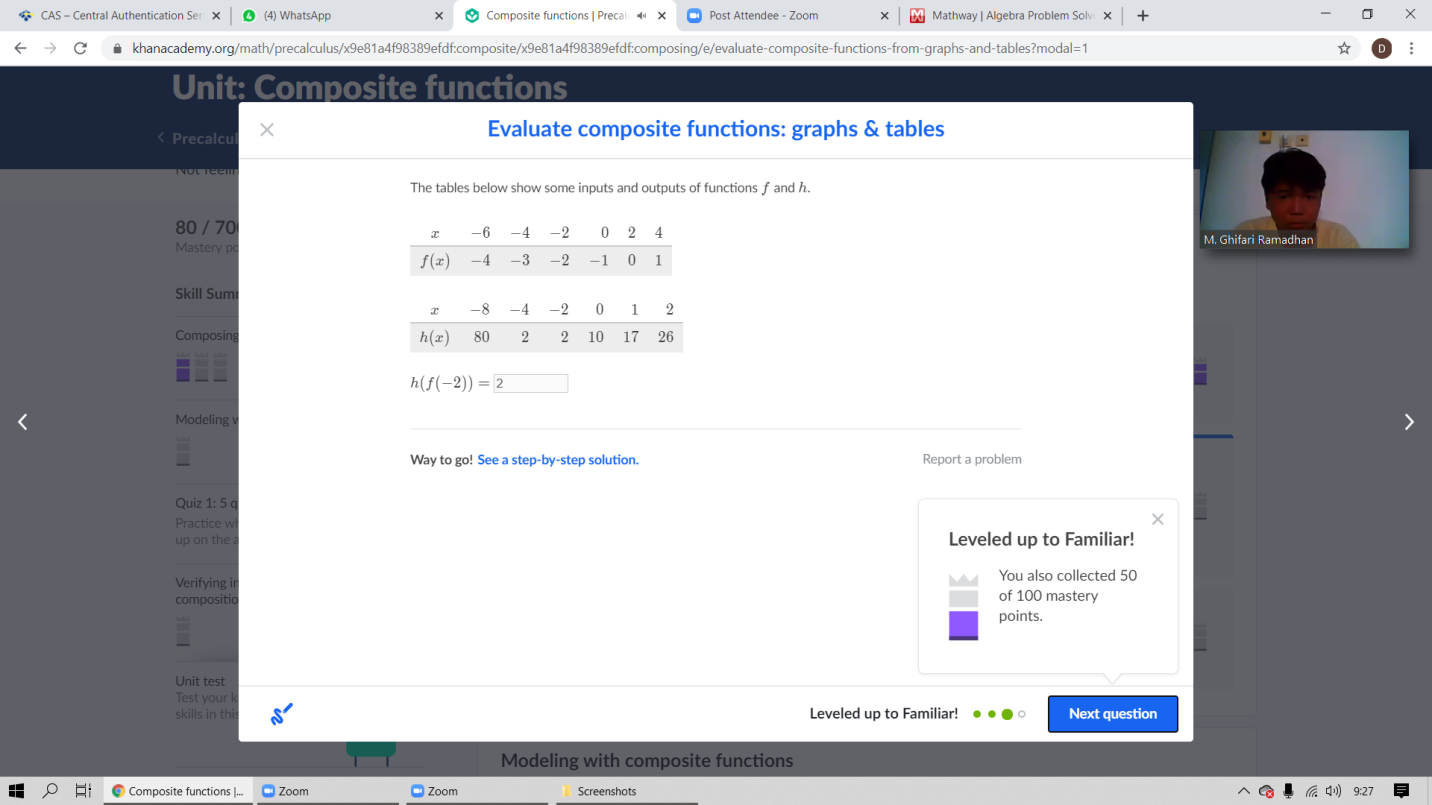 CAS – Central Authentication Ser
(4) WhatsApp
Composite functions | Precal
Post Attendee - Zoom
Mathway | Algebra Problem Solv
khanacademy.org/math/precalculus/x9e81a4f98389efdf:composite/x9e81a4f98389efdf:composing/e/evaluate-composite-functions-from-graphs-and-tables?modal=1
D
Unit: Composite functions
Precalcul
Evaluate composite functions: graphs & tables
M. Ghifari Ramadhan
The tables below show some inputs and outputs of functions f and h.
x −6 −4 −2 0 2 4
f(x) −4 −3 −2 −1 0 1
x −8 −4 −2 0 1 2
h(x) 80 2 2 10 17 26
h(f(−2)) = 2
Way to go! See a step-by-step solution.
Report a problem
80 / 70
Mastery po
Skill Sum
Composing
Modeling w
Quiz 1: 5 q
Practice wh
up on the a
Verifying in
compositio
Unit test
Test your k
skills in this
Leveled up to Familiar!
You also collected 50
of 100 mastery
points.
Leveled up to Familiar!
Next question
Modeling with composite functions
Composite functions |...
Zoom
Zoom
Screenshots
9:27